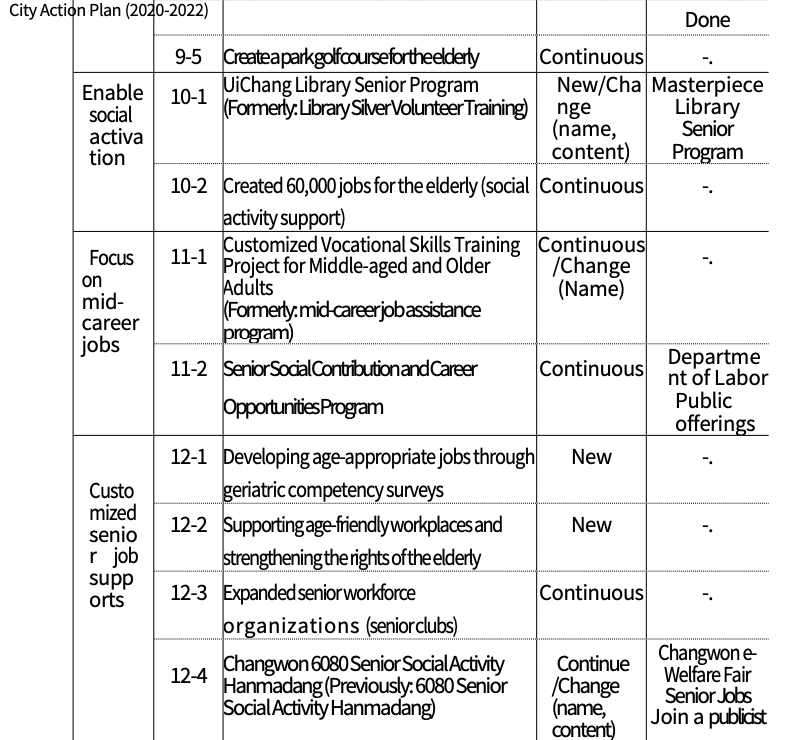 City Action Plan (2020-2022)
Done
9-5 Create a park golf course for the elderly Continuous -.
Enable
social
activa
tion
10-1
UiChang Library Senior Program
(Formerly: Library Silver Volunteer Training)
New/Cha
nge
(name,
content)
Masterpiece
Library
Senior
Program
10-2
Created 60,000 jobs for the elderly (social
activity support)
Continuous
-.
Focus
on
mid-
career
jobs
11-1
Customized Vocational Skills Training
Project for Middle-aged and Older
Adults
(Formerly: mid-career job assistance
program)
Continuous
/Change
(Name)
-.
11-2
Senior Social Contribution and Career
Opportunities Program
Continuous
Departme
nt of Labor
Public
offerings
Custo
mized
senio
r job
supp
orts
12-1
Developing age-appropriate jobs through
geriatric competency surveys
New
-.
12-2
Supporting age-friendly workplaces and
strengthening the rights of the elderly
New
-.
12-3
Expanded senior workforce
organizations (senior clubs)
Continuous
-.
12-4
Changwon 6080 Senior Social Activity
Hanmadang (Previously: 6080 Senior
Social Activity Hanmadang)
Continue
/Change
(name,
content)
Changwon e-
Welfare Fair
Senior Jobs
Join a publicist